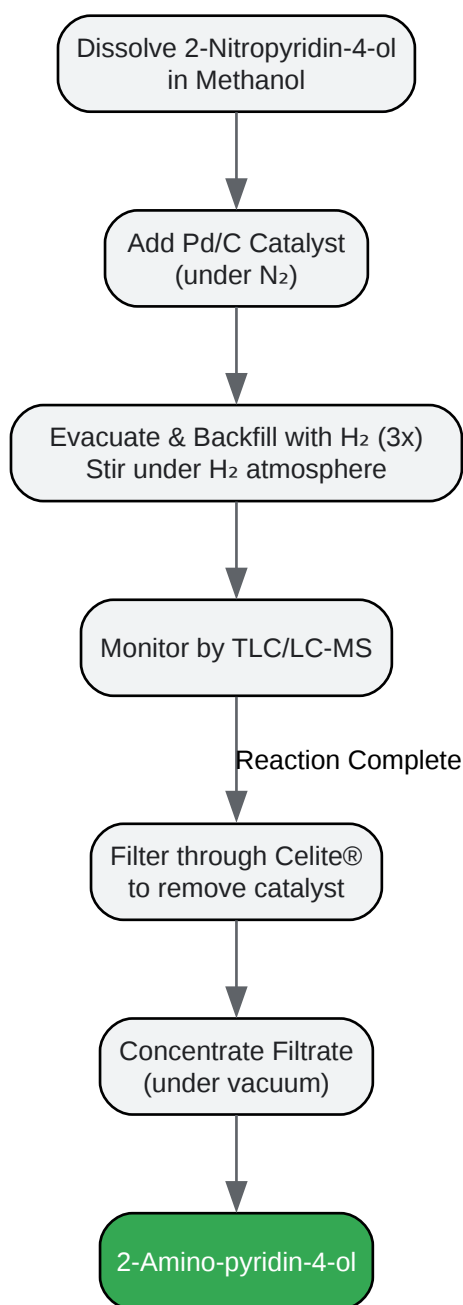 Dissolve 2-Nitropyridin-4-ol
in Methanol
Add Pd/C Catalyst
(under N₂)
Evacuate & Backfill with H₂ (3x)
Stir under H₂ atmosphere
Monitor by TLC/LC-MS
Reaction Complete
Filter through Celite®
to remove catalyst
Concentrate Filtrate
(under vacuum)
2-Amino-pyridin-4-ol